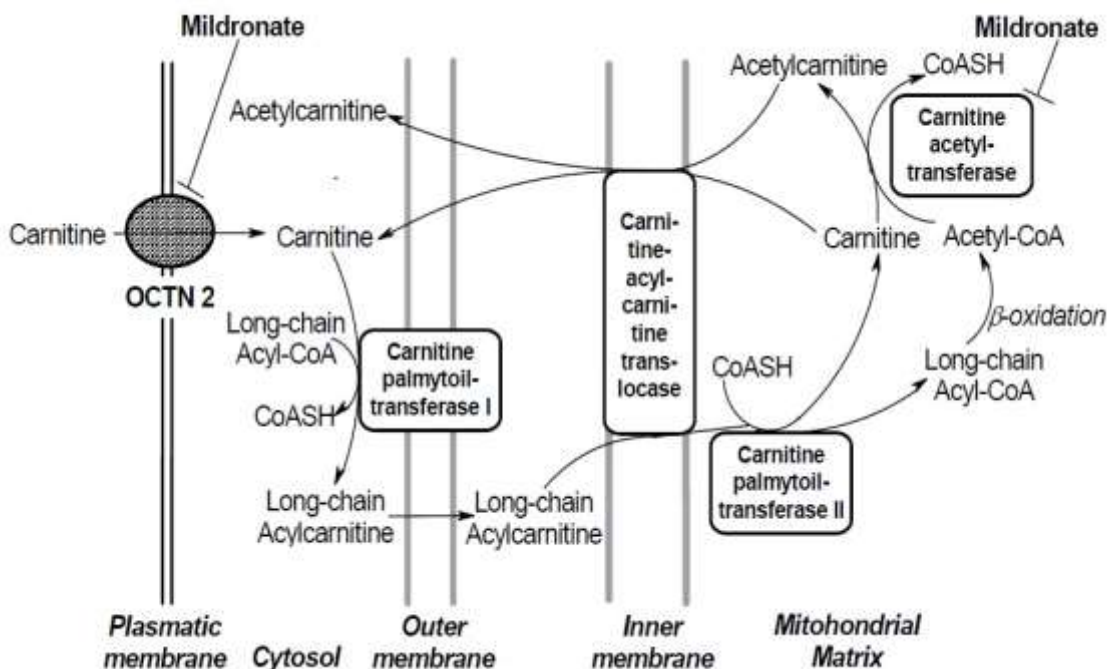 Mildronate
Mildronate
Acetylcarnitine
CoASH
Acetylcarnitine
Carnitine
acetyl-
transferase
Carnitine
OCTN 2
Carnitine
Carni-
tine-
acyl-
carni-
tine
trans-
locase
Carnitine
Acetyl-CoA
β-oxidation
Long-chain
Acyl-CoA
Carnitine
palmytoil-
transferase I
CoASH
CoASH
Long-chain
Acyl-CoA
Carnitine
palmytoil-
transferase II
Long-chain
Acylcarnitine
Long-chain
Acylcarnitine
Plasmatic
membrane
Cytosol
Outer
membrane
Inner
membrane
Mitohondrial
Matrix